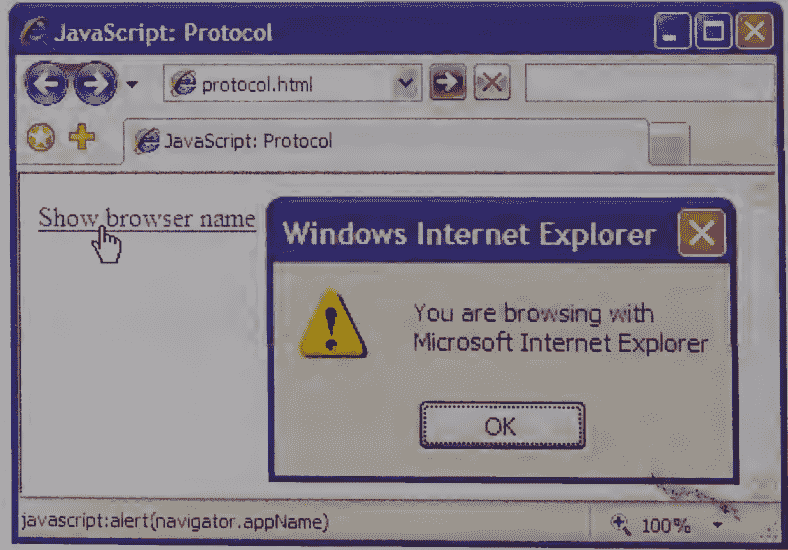 JavaScript: Protocol
protocol.html
JavaScript: Protocol
Show browser name
Windows Internet Explorer
You are browsing with
Microsoft Internet Explorer
OK
javascript:alert(navigator.appName)
100%